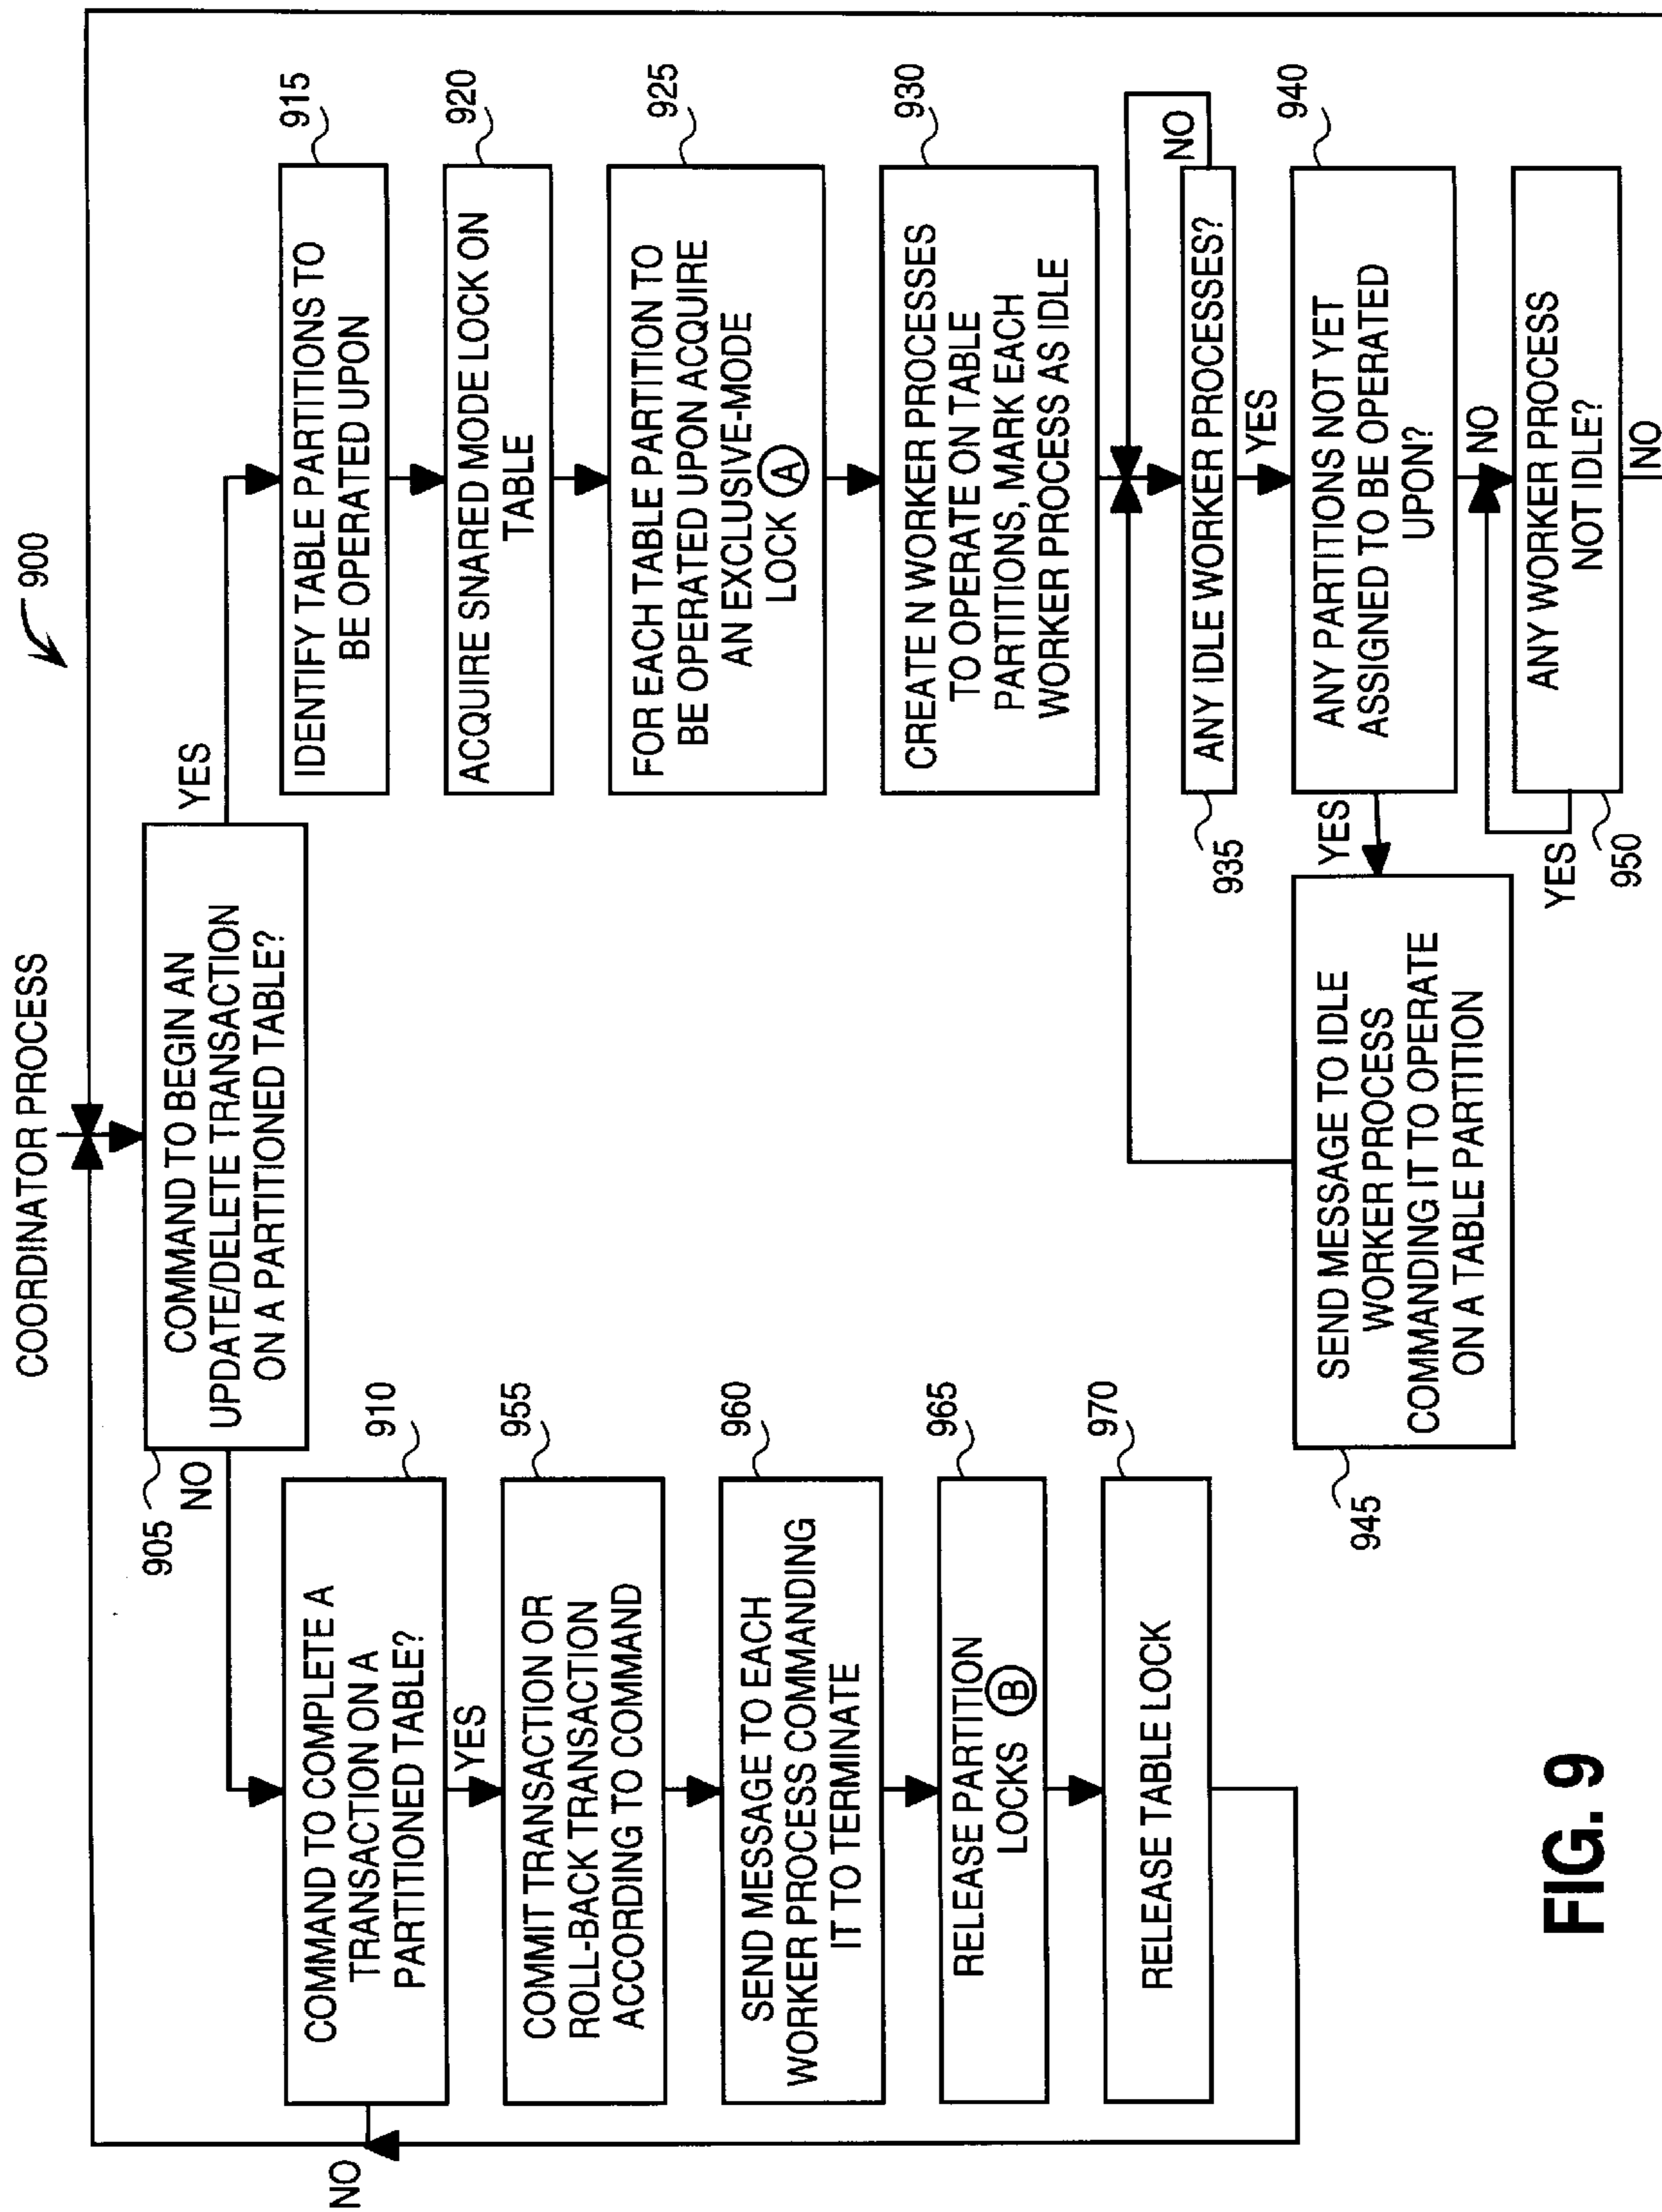 COORDINATOR PROCESS
900
COMMAND TO BEGIN AN
UPDATE/DELETE TRANSACTION
ON A PARTITIONED TABLE?
905
NO
YES
COMMAND TO COMPLETE A
TRANSACTION ON A
PARTITIONED TABLE?
910
NO
YES
COMMIT TRANSACTION OR
ROLL-BACK TRANSACTION
ACCORDING TO COMMAND
955
SEND MESSAGE TO EACH
WORKER PROCESS COMMANDING
IT TO TERMINATE
960
RELEASE PARTITION
LOCKS B
965
RELEASE TABLE LOCK
970
IDENTIFY TABLE PARTITIONS TO
BE OPERATED UPON
915
ACQUIRE SNARED MODE LOCK ON
TABLE
920
FOR EACH TABLE PARTITION TO
BE OPERATED UPON ACQUIRE
AN EXCLUSIVE-MODE
LOCK A
925
CREATE N WORKER PROCESSES
TO OPERATE ON TABLE
PARTITIONS, MARK EACH
WORKER PROCESS AS IDLE
930
ANY IDLE WORKER PROCESSES?
NO
935
YES
ANY PARTITIONS NOT YET
ASSIGNED TO BE OPERATED
UPON?
940
YES
NO
SEND MESSAGE TO IDLE
WORKER PROCESS
COMMANDING IT TO OPERATE
ON A TABLE PARTITION
945
ANY WORKER PROCESS
NOT IDLE?
YES
950
NO
FIG. 9